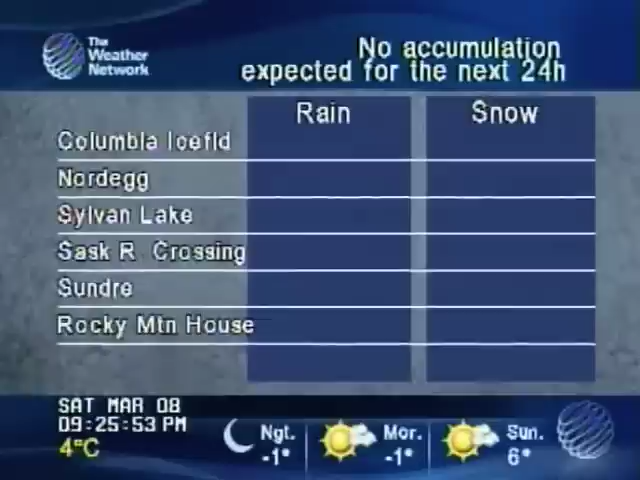 The
Weather
Network
No accumulation
expected for the next 24h
Rain Snow
Columbia Icefld
Nordegg
Sylvan Lake
Sask R Crossing
Sundre
Rocky Mtn House
SAT MAR 08
09:25:53 PM
4°C
Ngt. -1°
Mor. -1°
Sun. 6°